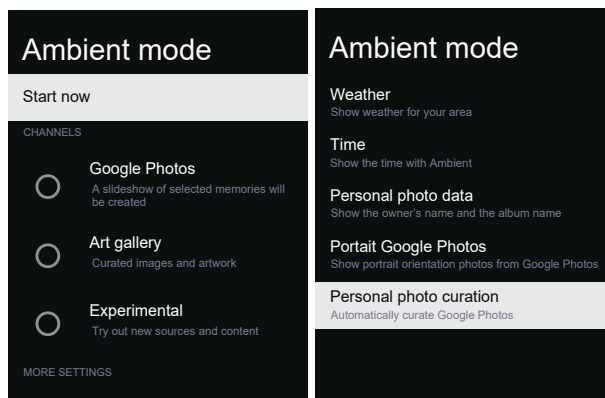 Ambient mode
Start now
CHANNELS
Google Photos
A slideshow of selected memories will
be created
Art gallery
Curated images and artwork
Experimental
Try out new sources and content
MORE SETTINGS
Ambient mode
Weather
Show weather for your area
Time
Show the time with Ambient
Personal photo data
Show the owner's name and the album name
Portait Google Photos
Show portrait orientation photos from Google Photos
Personal photo curation
Automatically curate Google Photos